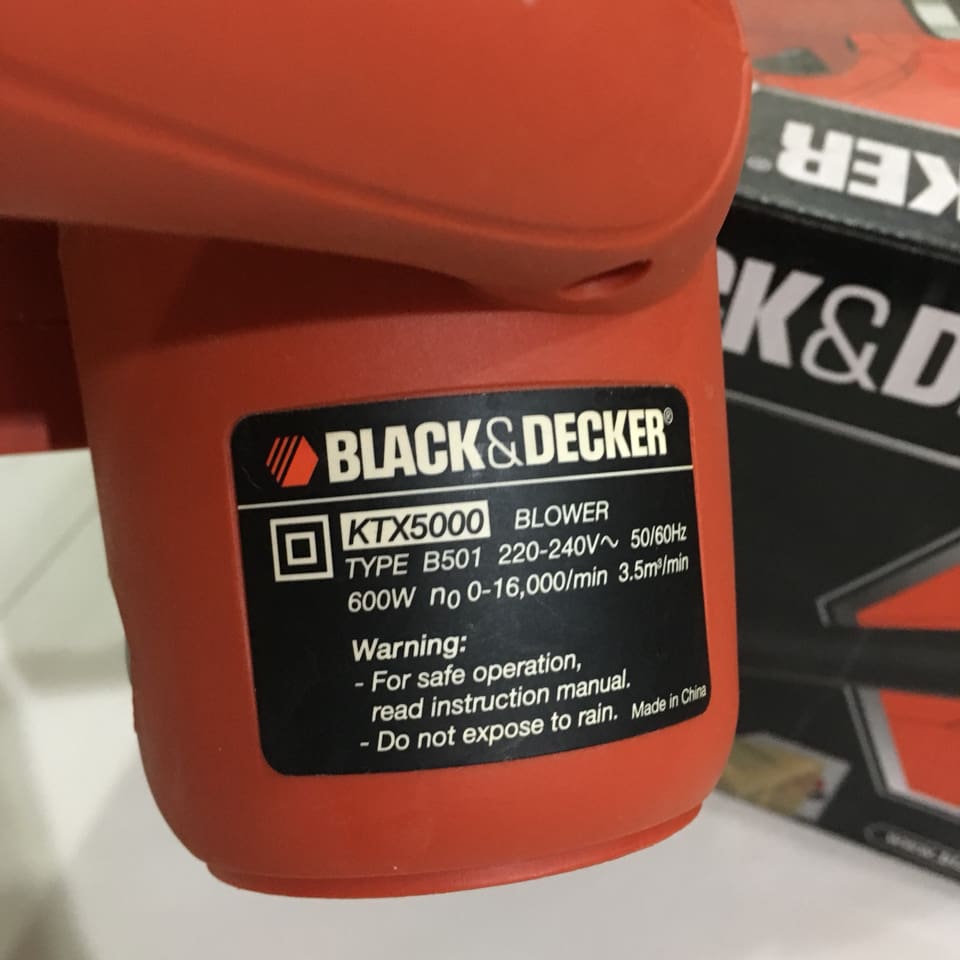 BLACK&DECKER®
KTX5000 BLOWER
TYPE B501 220-240V~ 50/60Hz
600W n0 0-16,000/min 3.5m³/min
Warning:
- For safe operation,
read instruction manual.
- Do not expose to rain. Made in China
KER®
CK&D